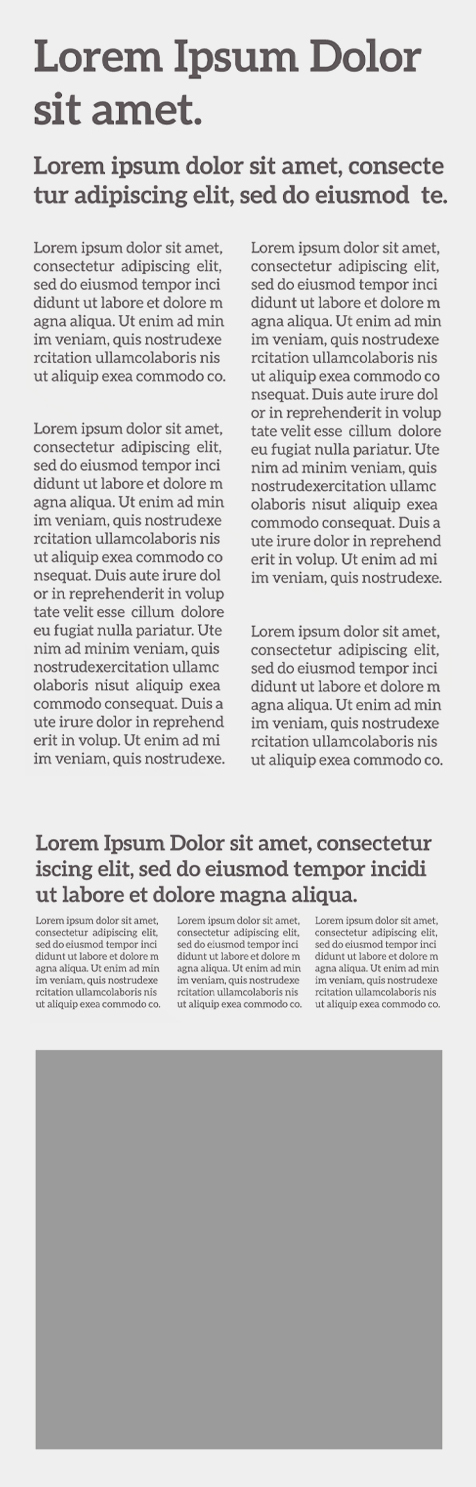 Lorem Ipsum Dolor
sit amet.
Lorem ipsum dolor sit amet, consecte
tur adipiscing elit, sed do eiusmod  te.
Lorem ipsum dolor sit amet,
consectetur adipiscing elit,
sed do eiusmod tempor inci
didunt ut labore et dolore m
agna aliqua. Ut enim ad min
im veniam, quis nostrudexe
rcitation ullamcolaboris nis
ut aliquip exea commodo co.
Lorem ipsum dolor sit amet,
consectetur adipiscing elit,
sed do eiusmod tempor inci
didunt ut labore et dolore m
agna aliqua. Ut enim ad min
im veniam, quis nostrudexe
rcitation ullamcolaboris nis
ut aliquip exea commodo co
nsequat. Duis aute irure dol
or in reprehenderit in volup
tate velit esse cillum dolore
eu fugiat nulla pariatur. Ute
nim ad minim veniam, quis
nostrudexercitation ullamc
olaboris nisut aliquip exea
commodo consequat. Duis a
ute irure dolor in reprehend
erit in volup. Ut enim ad mi
im veniam, quis nostrudexe.
Lorem ipsum dolor sit amet,
consectetur adipiscing elit,
sed do eiusmod tempor inci
didunt ut labore et dolore m
agna aliqua. Ut enim ad min
im veniam, quis nostrudexe
rcitation ullamcolaboris nis
ut aliquip exea commodo co
nsequat. Duis aute irure dol
or in reprehenderit in volup
tate velit esse cillum dolore
eu fugiat nulla pariatur. Ute
nim ad minim veniam, quis
nostrudexercitation ullamc
olaboris nisut aliquip exea
commodo consequat. Duis a
ute irure dolor in reprehend
erit in volup. Ut enim ad mi
im veniam, quis nostrudexe.
Lorem ipsum dolor sit amet,
consectetur adipiscing elit,
sed do eiusmod tempor inci
didunt ut labore et dolore m
agna aliqua. Ut enim ad min
im veniam, quis nostrudexe
rcitation ullamcolaboris nis
ut aliquip exea commodo co.
Lorem Ipsum Dolor sit amet, consectetur
iscing elit, sed do eiusmod tempor incidi
ut labore et dolore magna aliqua.
Lorem ipsum dolor sit amet,
consectetur adipiscing elit,
sed do eiusmod tempor inci
didunt ut labore et dolore m
agna aliqua. Ut enim ad min
im veniam, quis nostrudexe
rcitation ullamcolaboris nis
ut aliquip exea commodo co.
Lorem ipsum dolor sit amet,
consectetur adipiscing elit,
sed do eiusmod tempor inci
didunt ut labore et dolore m
agna aliqua. Ut enim ad min
im veniam, quis nostrudexe
rcitation ullamcolaboris nis
ut aliquip exea commodo co.
Lorem ipsum dolor sit amet,
consectetur adipiscing elit,
sed do eiusmod tempor inci
didunt ut labore et dolore m
agna aliqua. Ut enim ad min
im veniam, quis nostrudexe
rcitation ullamcolaboris nis
ut aliquip exea commodo co.